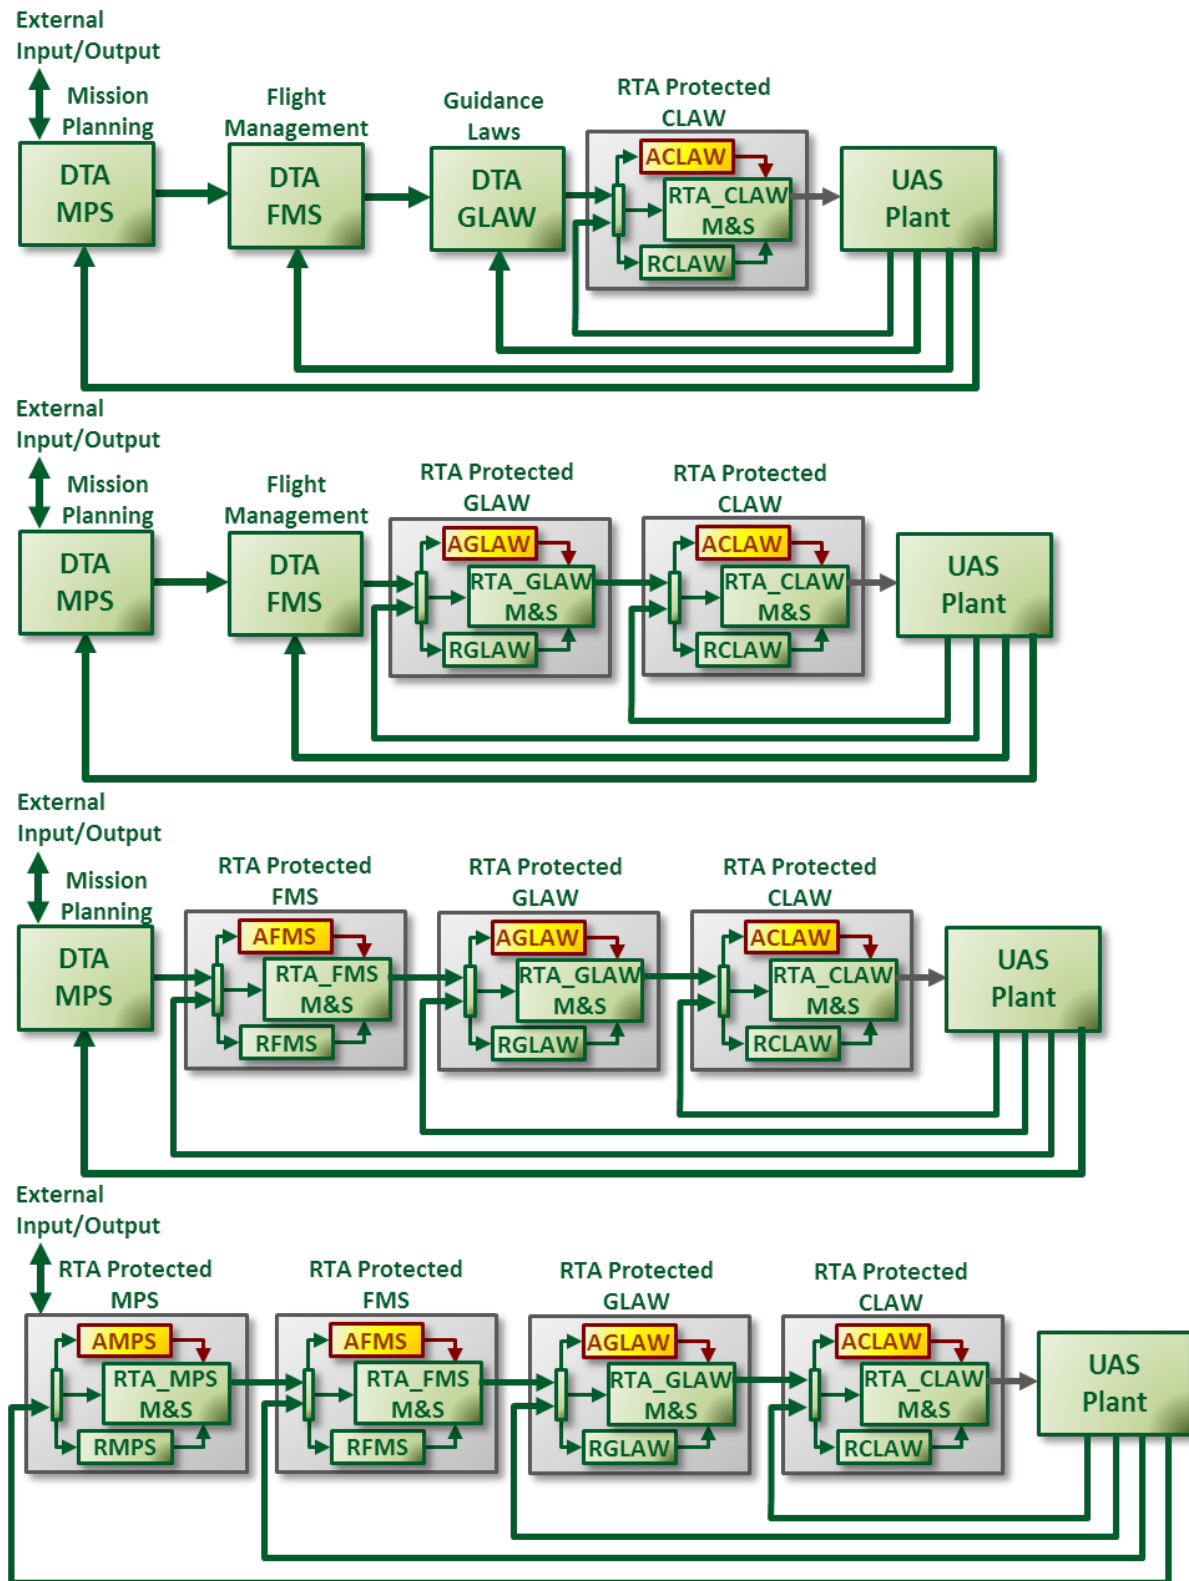 External
Input/Output
Mission
Planning
Flight
Management
Guidance
Laws
RTA Protected
CLAW
DTA
MPS
DTA
FMS
DTA
GLAW
ACLAW
RTA_CLAW
M&S
RCLAW
UAS
Plant
External
Input/Output
Mission
Planning
Flight
Management
RTA Protected
GLAW
RTA Protected
CLAW
DTA
MPS
DTA
FMS
AGLAW
RTA_GLAW
M&S
RGLAW
ACLAW
RTA_CLAW
M&S
RCLAW
UAS
Plant
External
Input/Output
Mission
Planning
RTA Protected
FMS
RTA Protected
GLAW
RTA Protected
CLAW
DTA
MPS
AFMS
RTA_FMS
M&S
RFMS
AGLAW
RTA_GLAW
M&S
RGLAW
ACLAW
RTA_CLAW
M&S
RCLAW
UAS
Plant
External
Input/Output
RTA Protected
MPS
RTA Protected
FMS
RTA Protected
GLAW
RTA Protected
CLAW
AMPS
RTA_MPS
M&S
RMPS
AFMS
RTA_FMS
M&S
RFMS
AGLAW
RTA_GLAW
M&S
RGLAW
ACLAW
RTA_CLAW
M&S
RCLAW
UAS
Plant